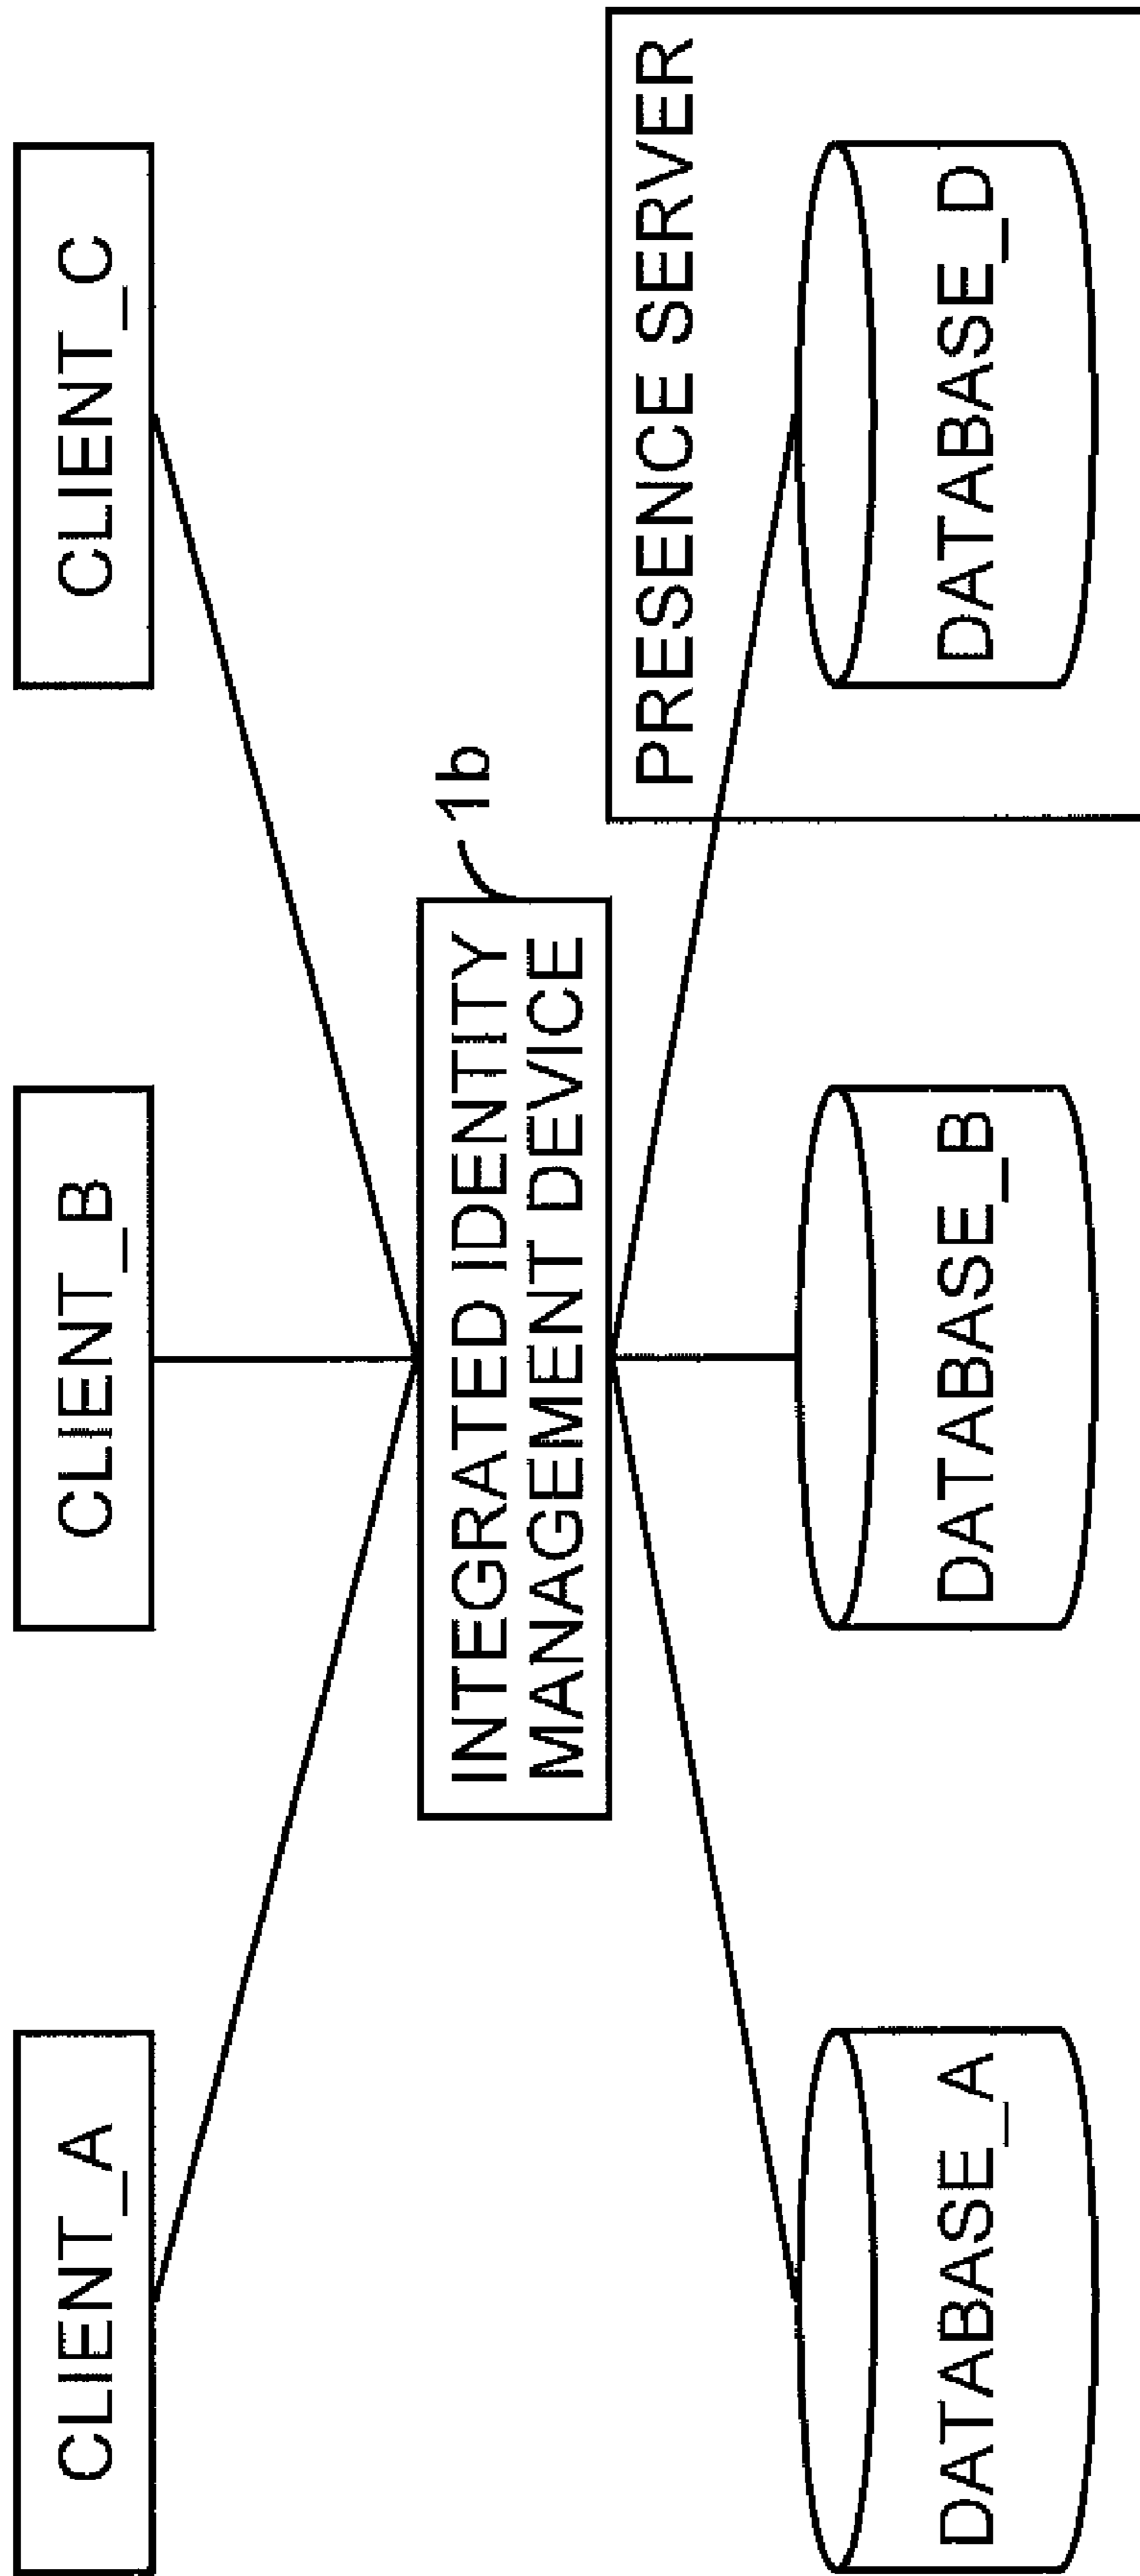 CLIENT_A
CLIENT_B
CLIENT_C
INTEGRATED IDENTITY
MANAGEMENT DEVICE
1b
PRESENCE SERVER
DATABASE_A
DATABASE_B
DATABASE_D